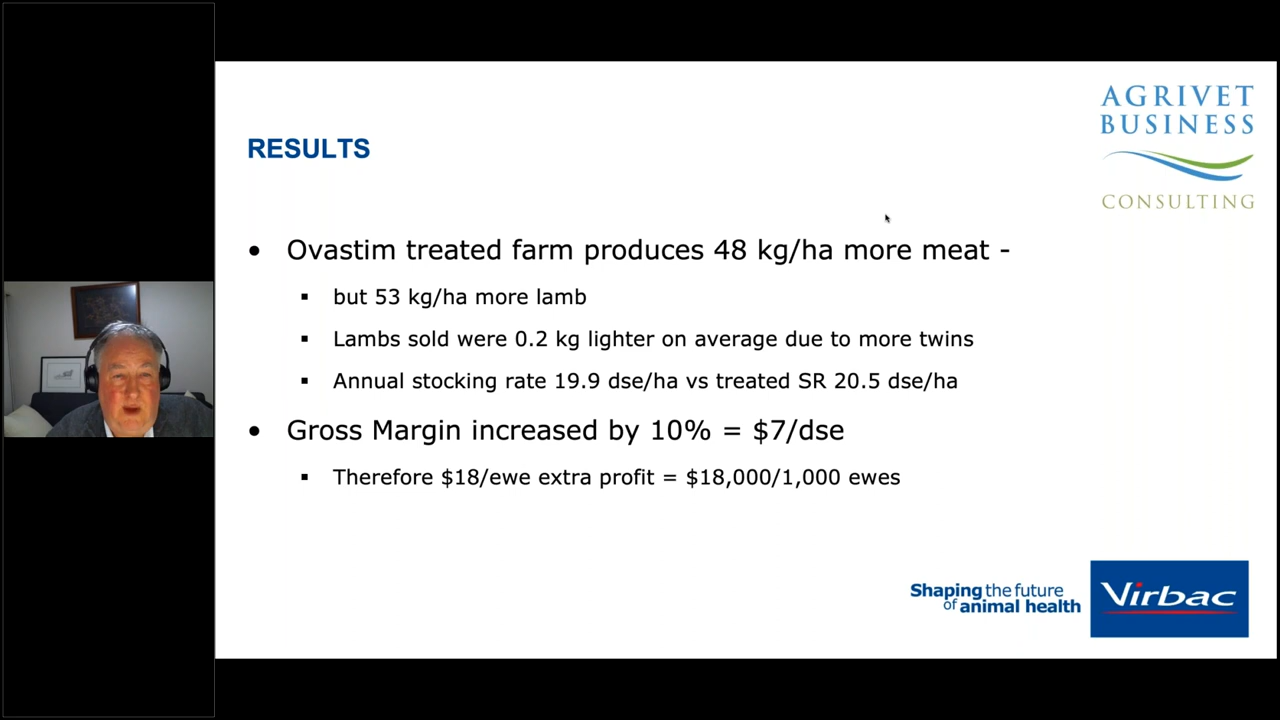 AGRIVET
BUSINESS
CONSULTING
RESULTS
• Ovastim treated farm produces 48 kg/ha more meat -
▪ but 53 kg/ha more lamb
▪ Lambs sold were 0.2 kg lighter on average due to more twins
▪ Annual stocking rate 19.9 dse/ha vs treated SR 20.5 dse/ha
• Gross Margin increased by 10% = $7/dse
▪ Therefore $18/ewe extra profit = $18,000/1,000 ewes
Shaping the future
of animal health
Virbac